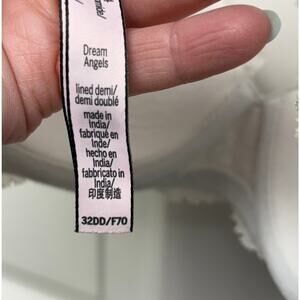 Dream
Angels
lined demi/
demi doublé
made in
India/
fabriqué en
Inde/
hecho en
India/
fabbricato in
India/
印度制造
32DD/F70